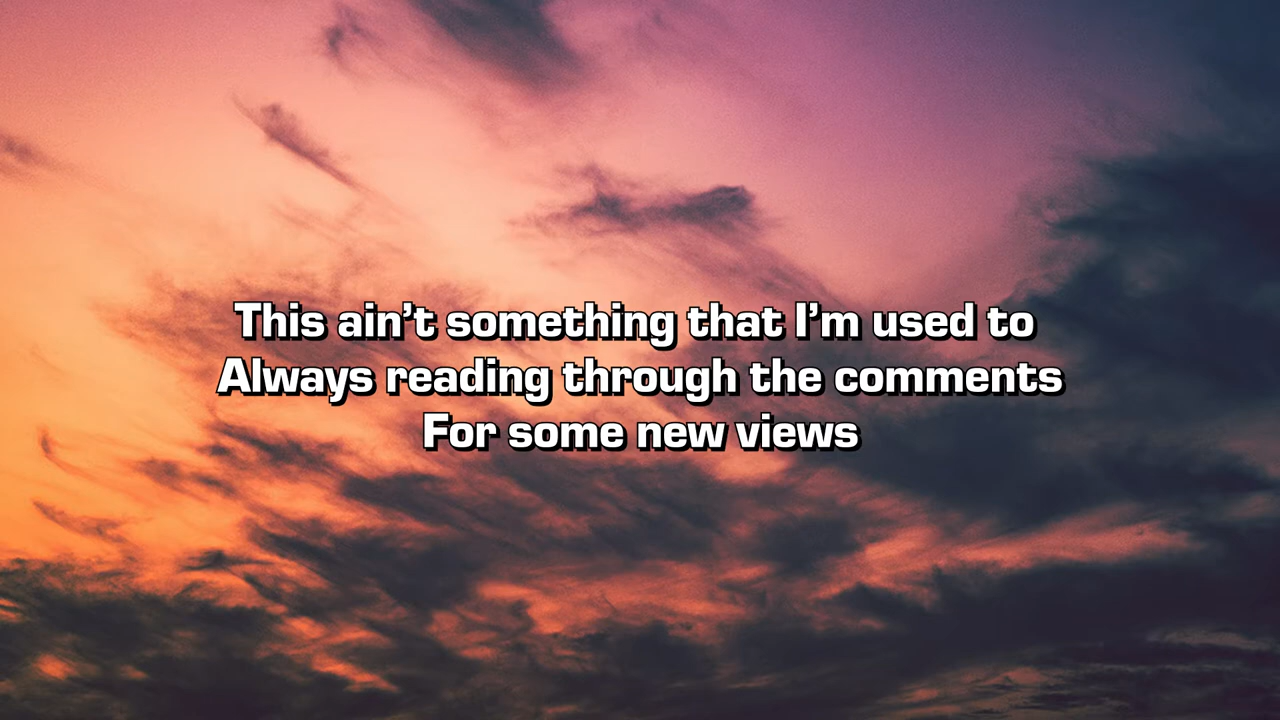 This ain’t something that I’m used to
Always reading through the comments
For some new views